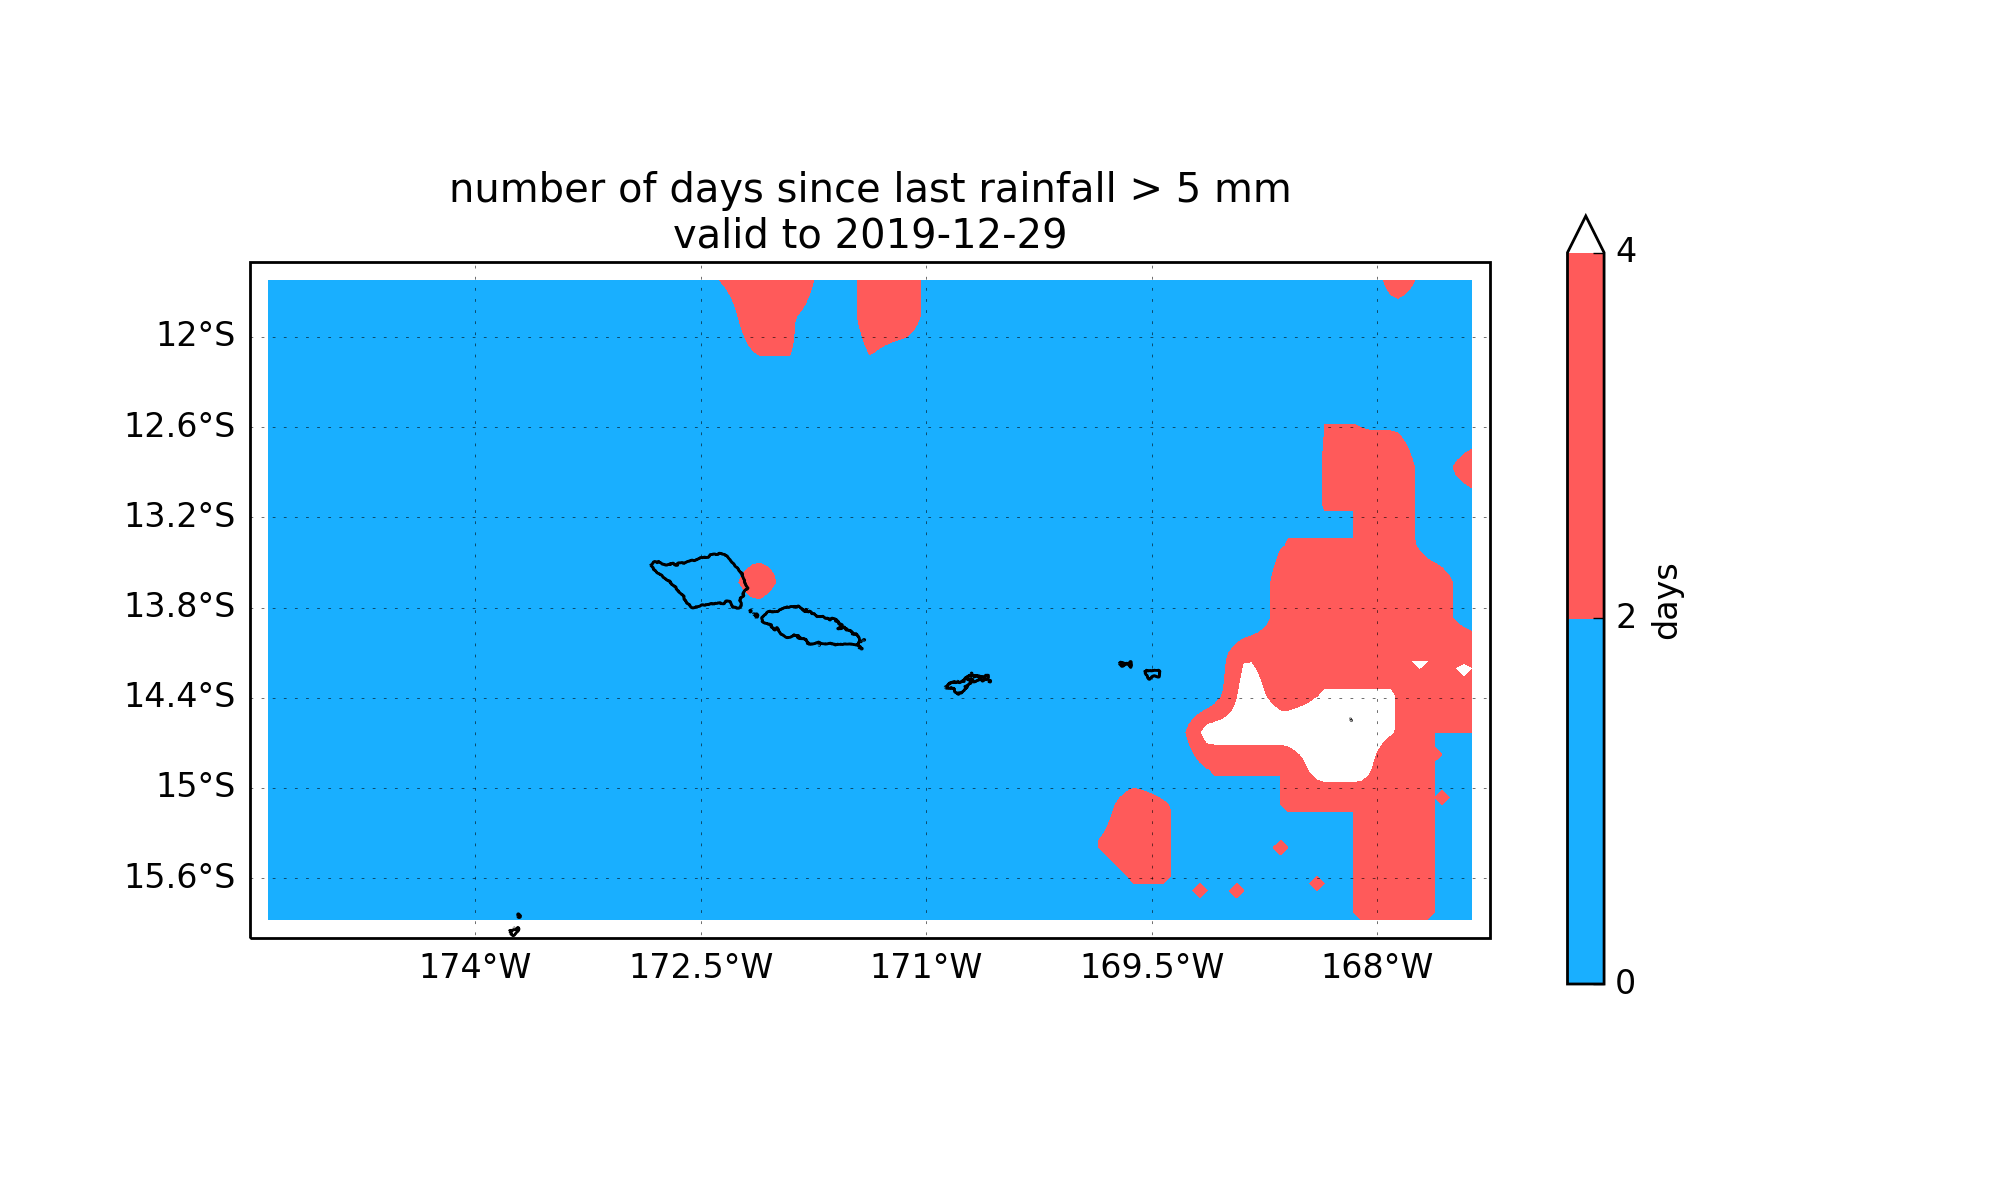 number of days since last rainfall > 5 mm
valid to 2019-12-29
12°S
12.6°S
13.2°S
13.8°S
14.4°S
15°S
15.6°S
174°W
172.5°W
171°W
169.5°W
168°W
4
2
0
days